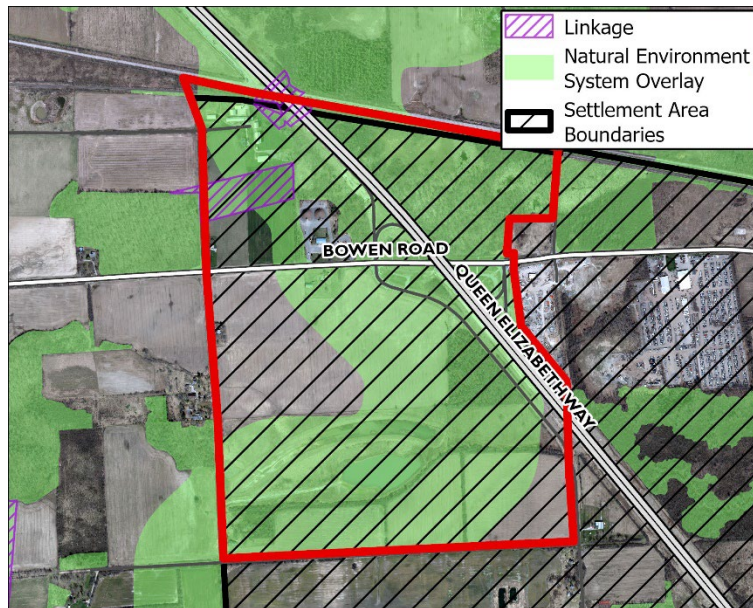 Linkage
Natural Environment
System Overlay
Settlement Area
Boundaries
BOWEN ROAD
QUEEN ELIZABETH WAY